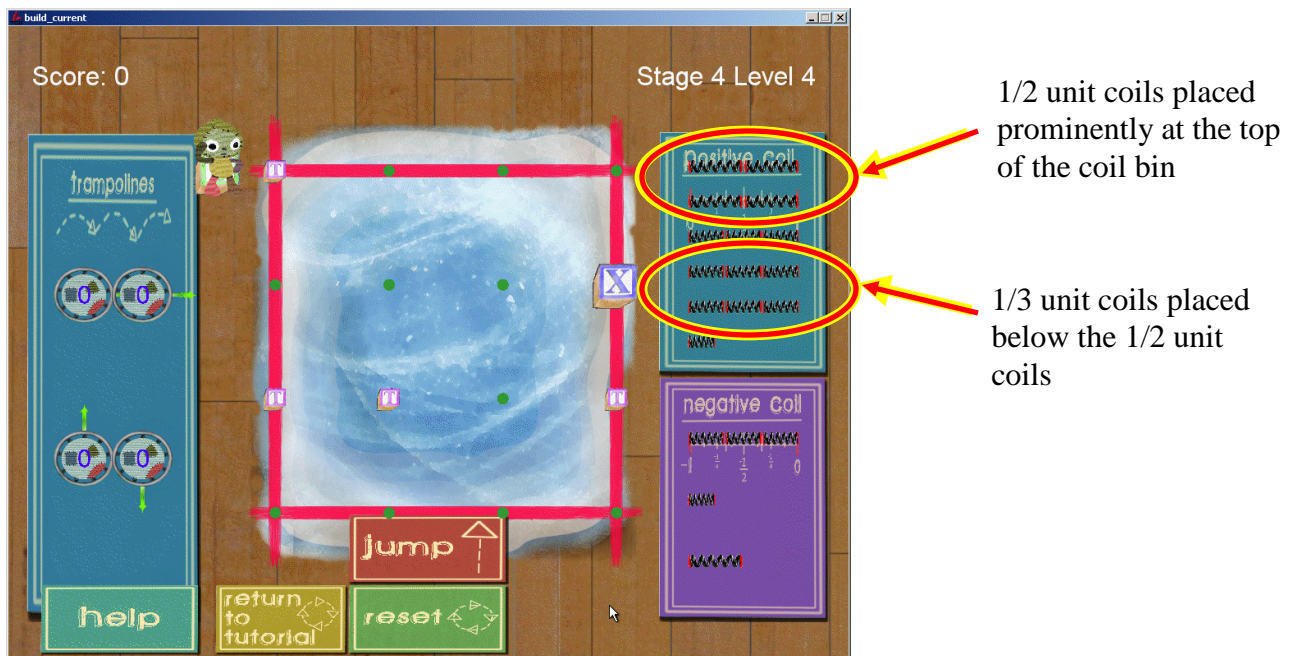 build_current
Score: 0
Stage 4 Level 4
trampolines
0 0
0 0
T
X
T T T
positive coil
negative coil
-1 0
jump
help
return
to
tutorial
reset
1/2 unit coils placed
prominently at the top
of the coil bin
1/3 unit coils placed
below the 1/2 unit
coils